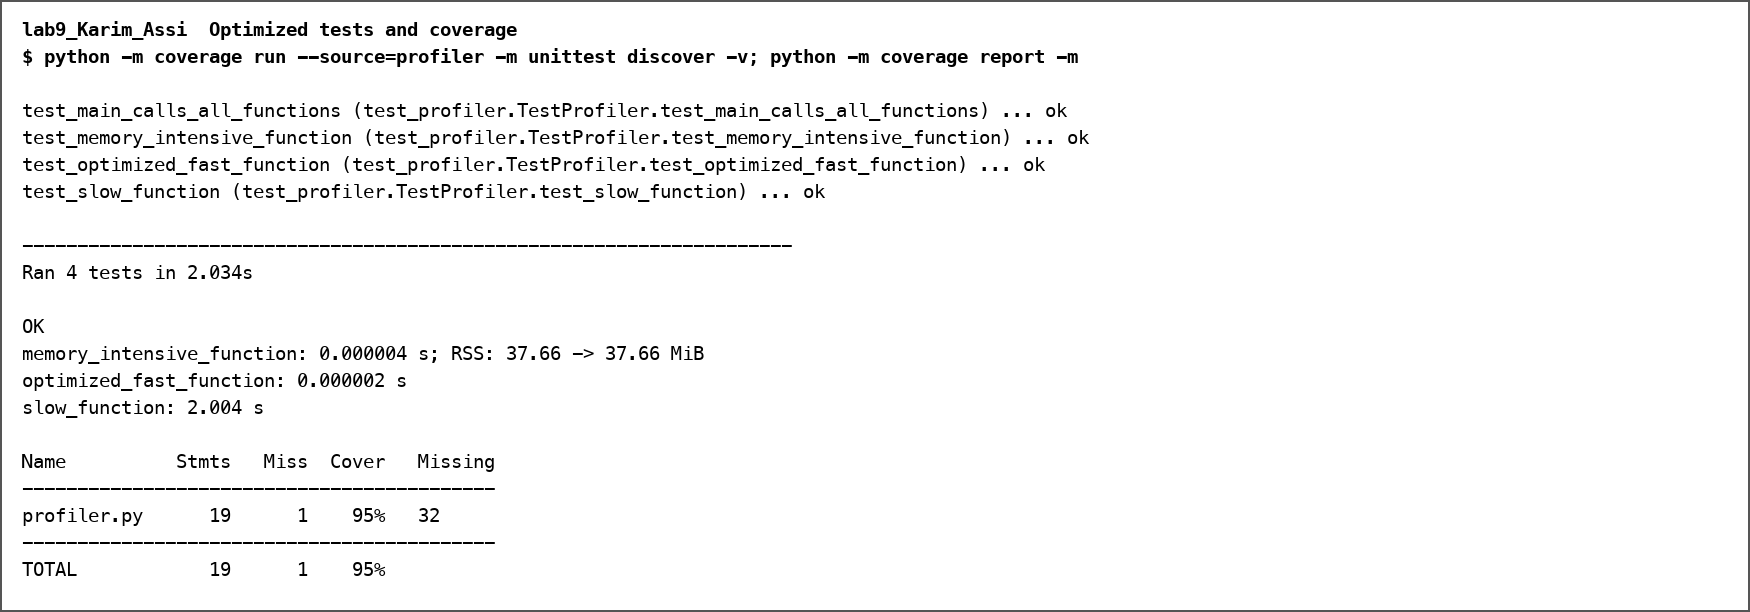 lab9_Karim_Assi  Optimized tests and coverage
$ python -m coverage run --source=profiler -m unittest discover -v; python -m coverage report -m
test_main_calls_all_functions (test_profiler.TestProfiler.test_main_calls_all_functions) ... ok
test_memory_intensive_function (test_profiler.TestProfiler.test_memory_intensive_function) ... ok
test_optimized_fast_function (test_profiler.TestProfiler.test_optimized_fast_function) ... ok
test_slow_function (test_profiler.TestProfiler.test_slow_function) ... ok
----------------------------------------------------------------------
Ran 4 tests in 2.034s
OK
memory_intensive_function: 0.000004 s; RSS: 37.66 -> 37.66 MiB
optimized_fast_function: 0.000002 s
slow_function: 2.004 s
Name          Stmts   Miss  Cover   Missing
-------------------------------------------
profiler.py      19      1    95%   32
-------------------------------------------
TOTAL            19      1    95%